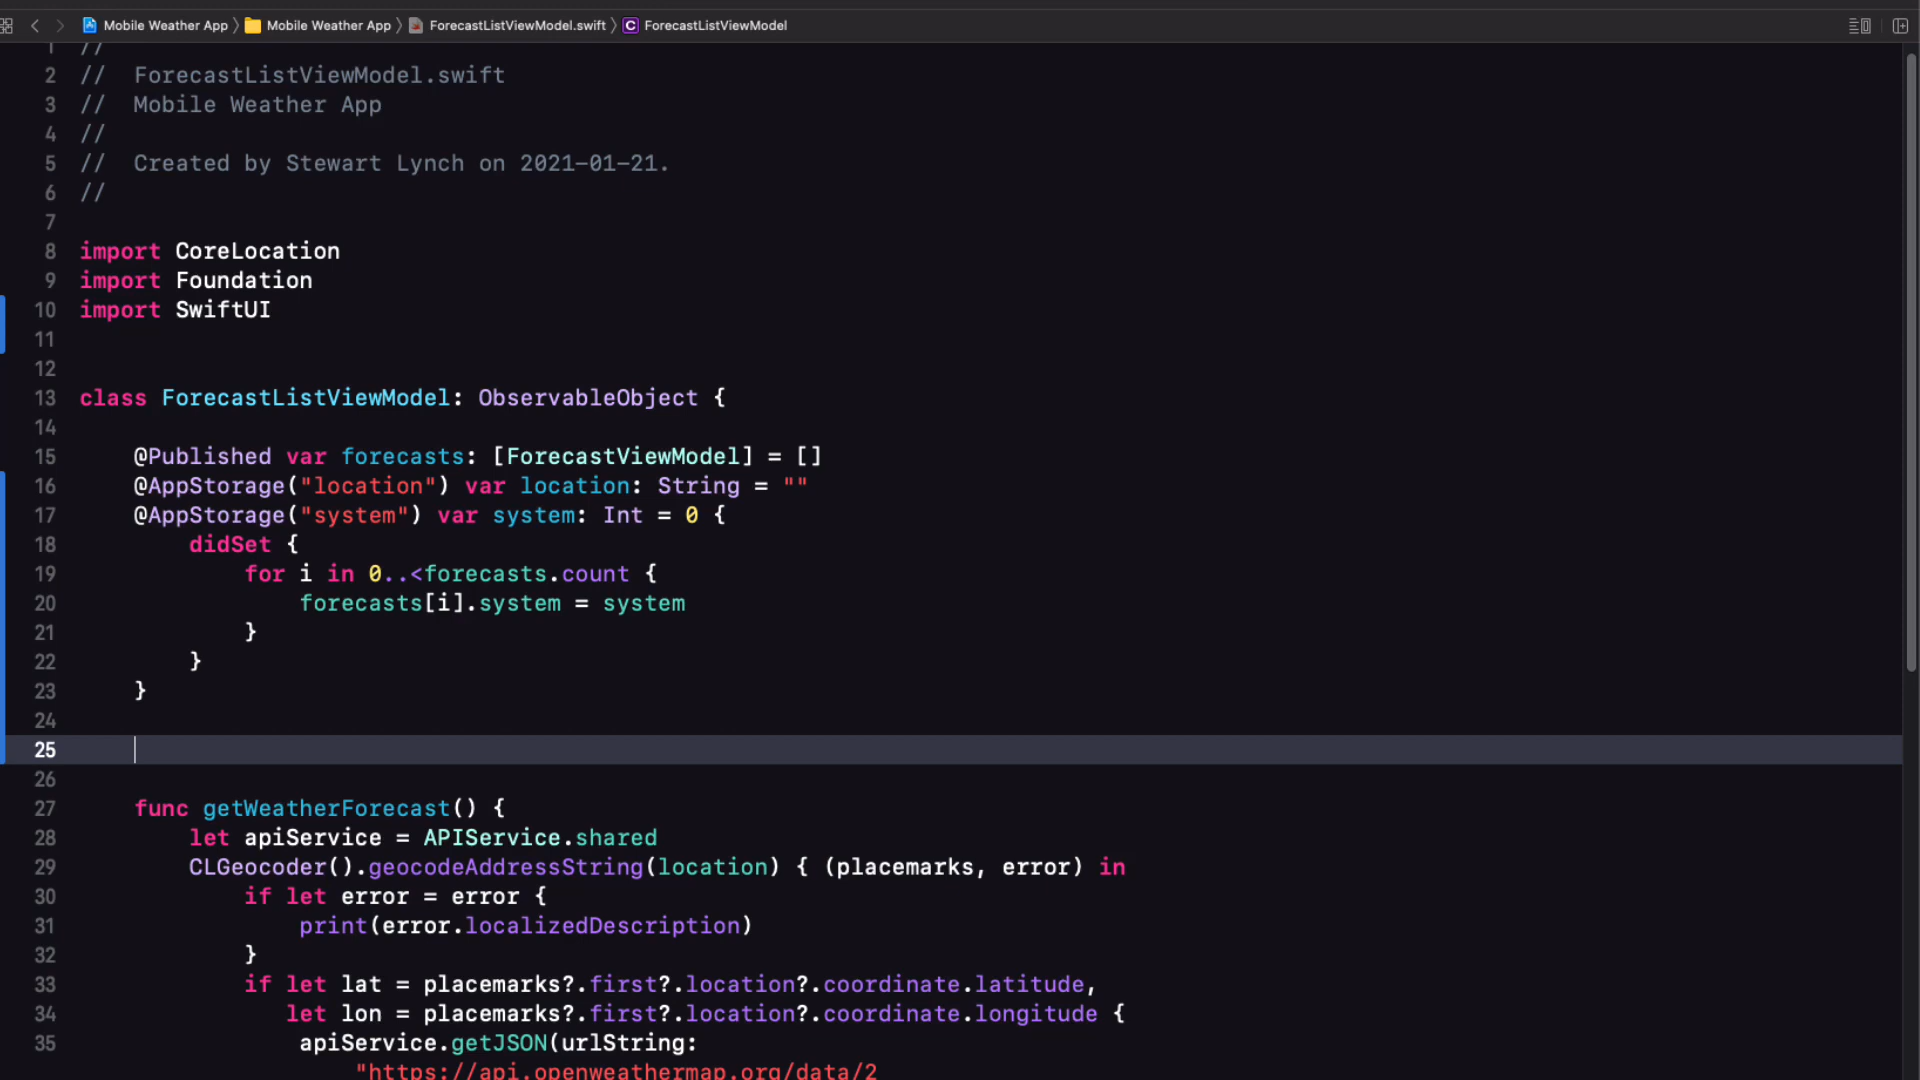 Mobile Weather App Mobile Weather App ForecastListViewModel.swift C ForecastListViewModel
1 //
2 //  ForecastListViewModel.swift
3 //  Mobile Weather App
4 //
5 //  Created by Stewart Lynch on 2021-01-21.
6 //
7
8 import CoreLocation
9 import Foundation
10 import SwiftUI
11
12
13 class ForecastListViewModel: ObservableObject {
14
15     @Published var forecasts: [ForecastViewModel] = []
16     @AppStorage("location") var location: String = ""
17     @AppStorage("system") var system: Int = 0 {
18         didSet {
19             for i in 0..<forecasts.count {
20                 forecasts[i].system = system
21             }
22         }
23     }
24
25
26
27     func getWeatherForecast() {
28         let apiService = APIService.shared
29         CLGeocoder().geocodeAddressString(location) { (placemarks, error) in
30             if let error = error {
31                 print(error.localizedDescription)
32             }
33             if let lat = placemarks?.first?.location?.coordinate.latitude,
34                let lon = placemarks?.first?.location?.coordinate.longitude {
35                 apiService.getJSON(urlString:
"https://api.openweathermap.org/data/2